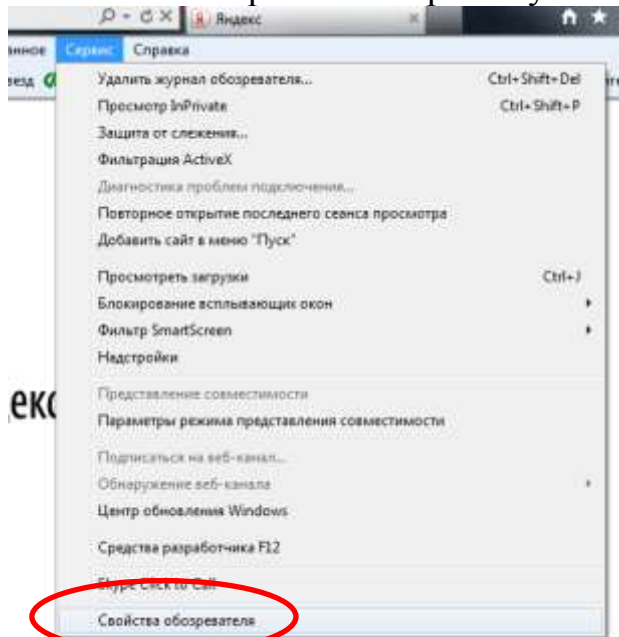 Яндекс
Сервис Справка
Удалить журнал обозревателя... Ctrl+Shift+Del
Просмотр InPrivate Ctrl+Shift+P
Защита от слежения...
Фильтрация ActiveX
Диагностика проблем подключения...
Повторное открытие последнего сеанса просмотра
Добавить сайт в меню "Пуск"
Просмотреть загрузки Ctrl+J
Блокирование всплывающих окон
Фильтр SmartScreen
Надстройки
Представление совместимости
Параметры режима представления совместимости
Подписаться на веб-канал...
Обнаружение веб-канала
Центр обновления Windows
Средства разработчика F12
Skype Click to Call
Свойства обозревателя